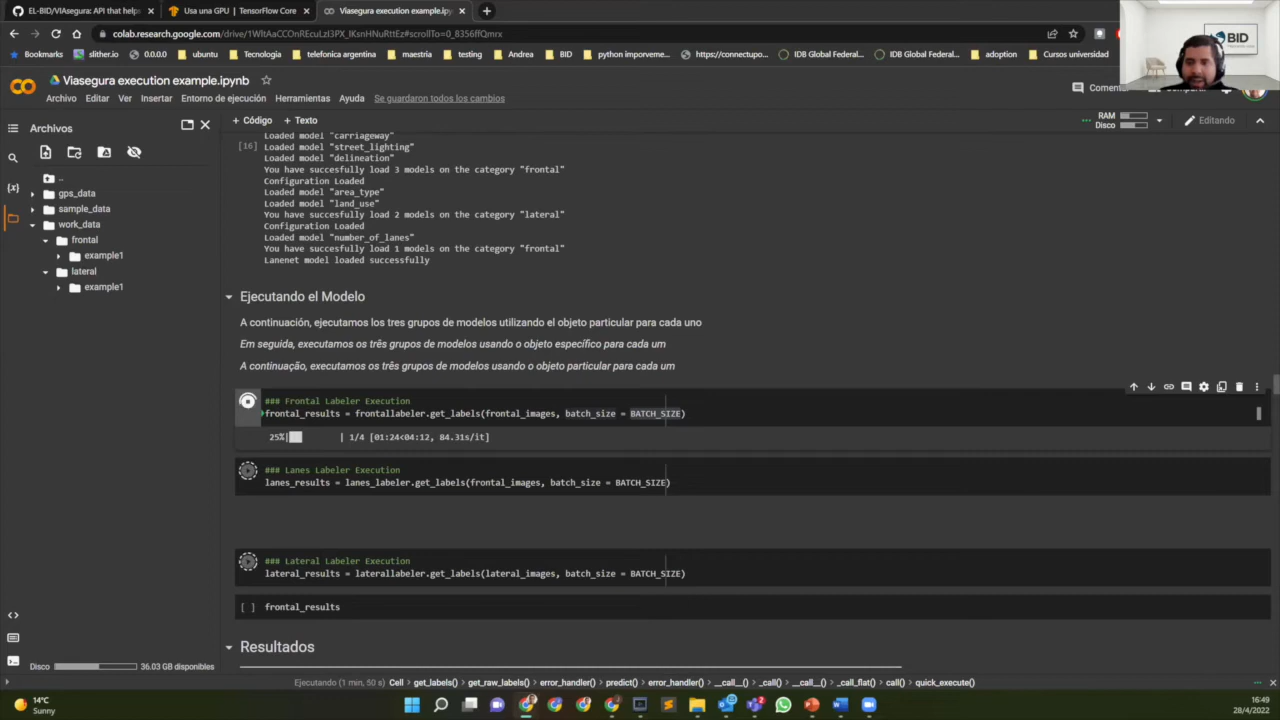 EL-BID/VIAsegura: API that help
Usa una GPU | TensorFlow Core
Viasegura execution example.ip
colab.research.google.com/drive/1WltAaCCOnREcuLzI3PX_IKsnHNuRttEz#scrollTo=0_8356ffQmrx
Bookmarks
slither.io
0.0.0.0
ubuntu
Tecnologia
telefonica argentina
maestria
testing
Andrea
BID
python imporveme...
https://connectupo...
IDB Global Federal...
IDB Global Federal...
adoption
Cursos universidad
BID
Viasegura execution example.ipynb
Archivo Editar Ver Insertar Entorno de ejecución Herramientas Ayuda Se guardaron todos los cambios
Comentar
Archivos
+ Código + Texto
RAM
Disco
Editando
..
gps_data
sample_data
work_data
frontal
example1
lateral
example1
Loaded model "carriageway"
[16] Loaded model "street_lighting"
Loaded model "delineation"
You have succesfully load 3 models on the category "frontal"
Configuration Loaded
Loaded model "area_type"
Loaded model "land_use"
You have succesfully load 2 models on the category "lateral"
Configuration Loaded
Loaded model "number_of_lanes"
You have succesfully load 1 models on the category "frontal"
Lanenet model loaded successfully
Ejecutando el Modelo
A continuación, ejecutamos los tres grupos de modelos utilizando el objeto particular para cada uno
Em seguida, executamos os três grupos de modelos usando o objeto específico para cada um
A continuação, executamos os três grupos de modelos usando o objeto particular para cada um
### Frontal Labeler Execution
frontal_results = frontallabeler.get_labels(frontal_images, batch_size = BATCH_SIZE)
25%| | 1/4 [01:24<04:12, 84.31s/it]
### Lanes Labeler Execution
lanes_results = lanes_labeler.get_labels(frontal_images, batch_size = BATCH_SIZE)
### Lateral Labeler Execution
lateral_results = laterallabeler.get_labels(lateral_images, batch_size = BATCH_SIZE)
[ ] frontal_results
Resultados
Disco 36.03 GB disponibles
Ejecutando (1 min, 50 s) Cell > get_labels() > get_raw_labels() > error_handler() > predict() > error_handler() > __call__() > _call() > __call__() > _call_flat() > call() > quick_execute()
14°C
Sunny
16:49
28/4/2022